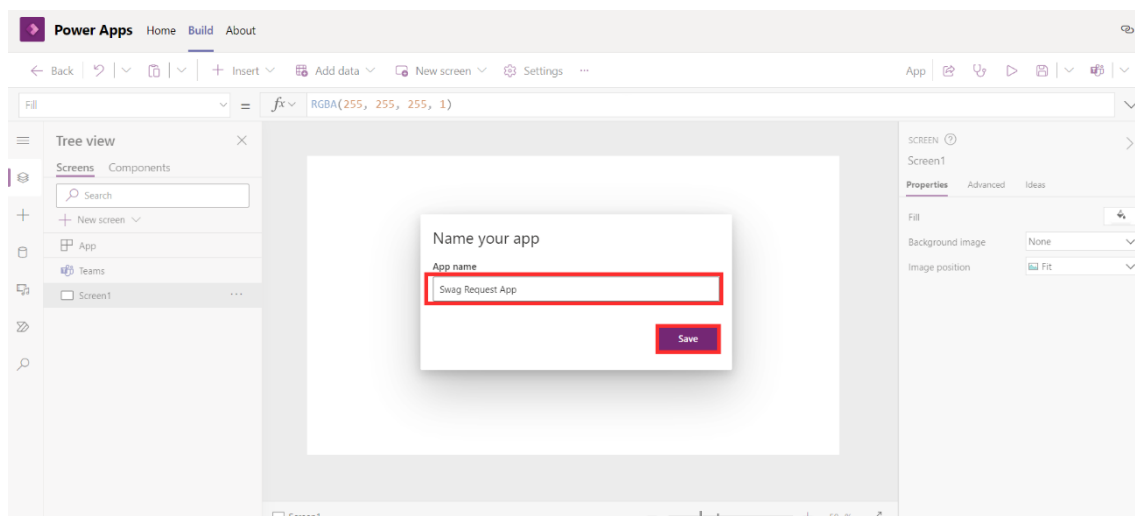 Power Apps Home Build About
Back Insert Add data New screen Settings ... App
Fill = fx RGBA(255, 255, 255, 1)
Tree view
Screens Components
Search
New screen
App
Teams
Screen1 ...
Name your app
App name
Swag Request App
Save
SCREEN
Screen1
Properties Advanced Ideas
Fill
Background image None
Image position Fit